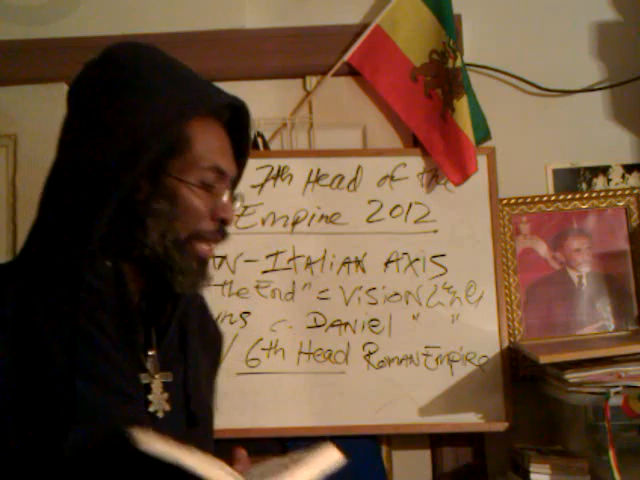 7th Head of the
Empire 2012
N-ITALIAN AXIS
"the End" = VISION
c. DANIEL " "
6th Head ROMAN EMPIRE